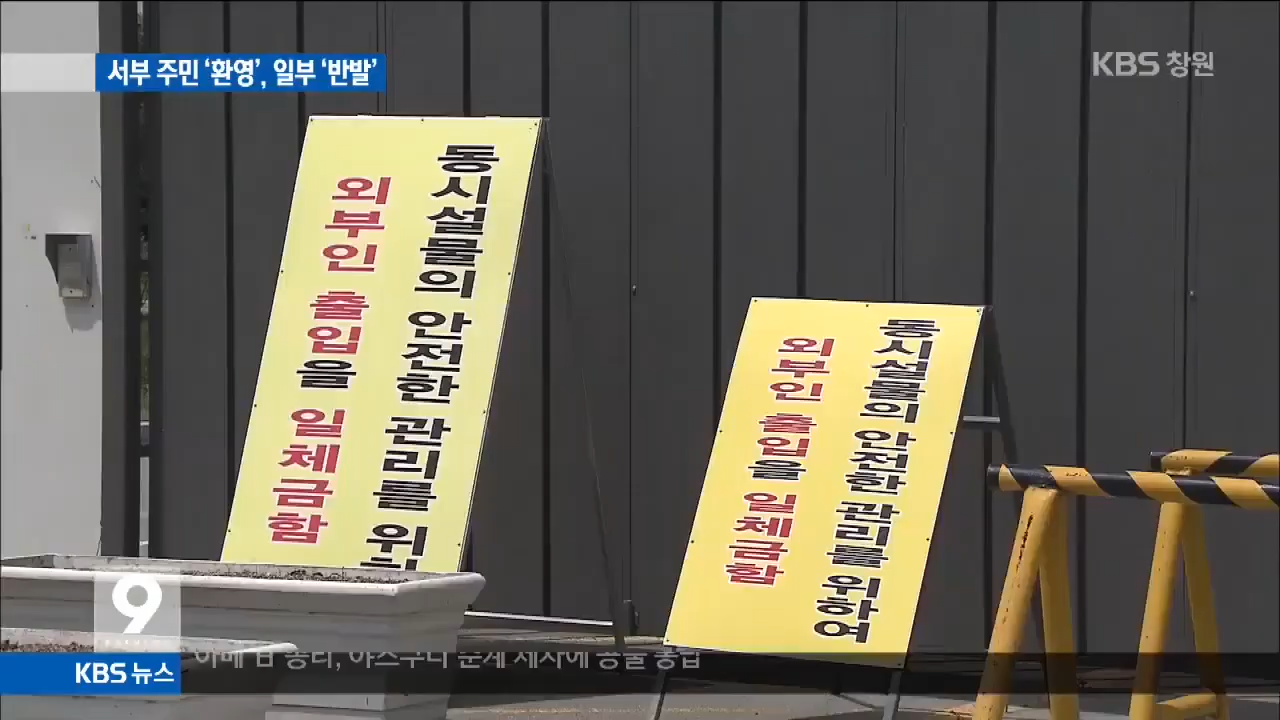 서부 주민 ‘환영’, 일부 ‘반발’
KBS 창원
동시설물의 안전한 관리를 위하
외부인 출입을 일체금함
동시설물의 안전한 관리를 위하여
외부인 출입을 일체금함
9
KBS 뉴스